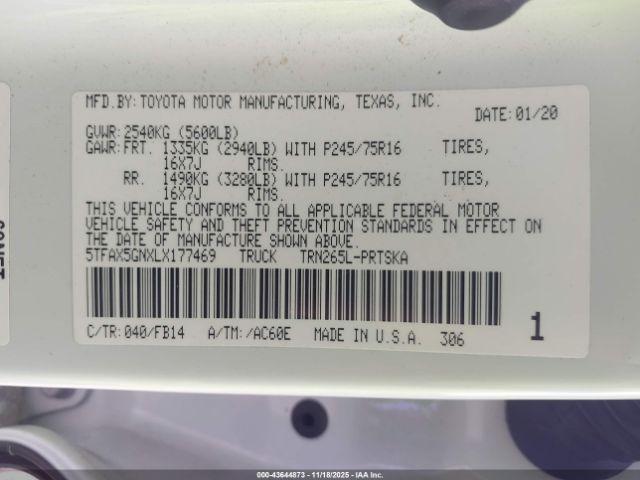 MFD.BY:TOYOTA MOTOR MANUFACTURING, TEXAS, INC.
DATE:01/20
GVWR:2540KG (5600LB)
GAWR:FRT. 1335KG (2940LB) WITH P245/75R16 TIRES,
16X7J RIMS.
RR. 1490KG (3280LB) WITH P245/75R16 TIRES,
16X7J RIMS.
THIS VEHICLE CONFORMS TO ALL APPLICABLE FEDERAL MOTOR
VEHICLE SAFETY AND THEFT PREVENTION STANDARDS IN EFFECT ON
THE DATE OF MANUFACTURE SHOWN ABOVE.
5TFAX5GNXLX177469 TRUCK TRN265L-PRTSKA
C/TR:040/FB14 A/TM:/AC60E MADE IN U.S.A. 306
1
000-43644873 | 11/18/2025 - IAAI.CA